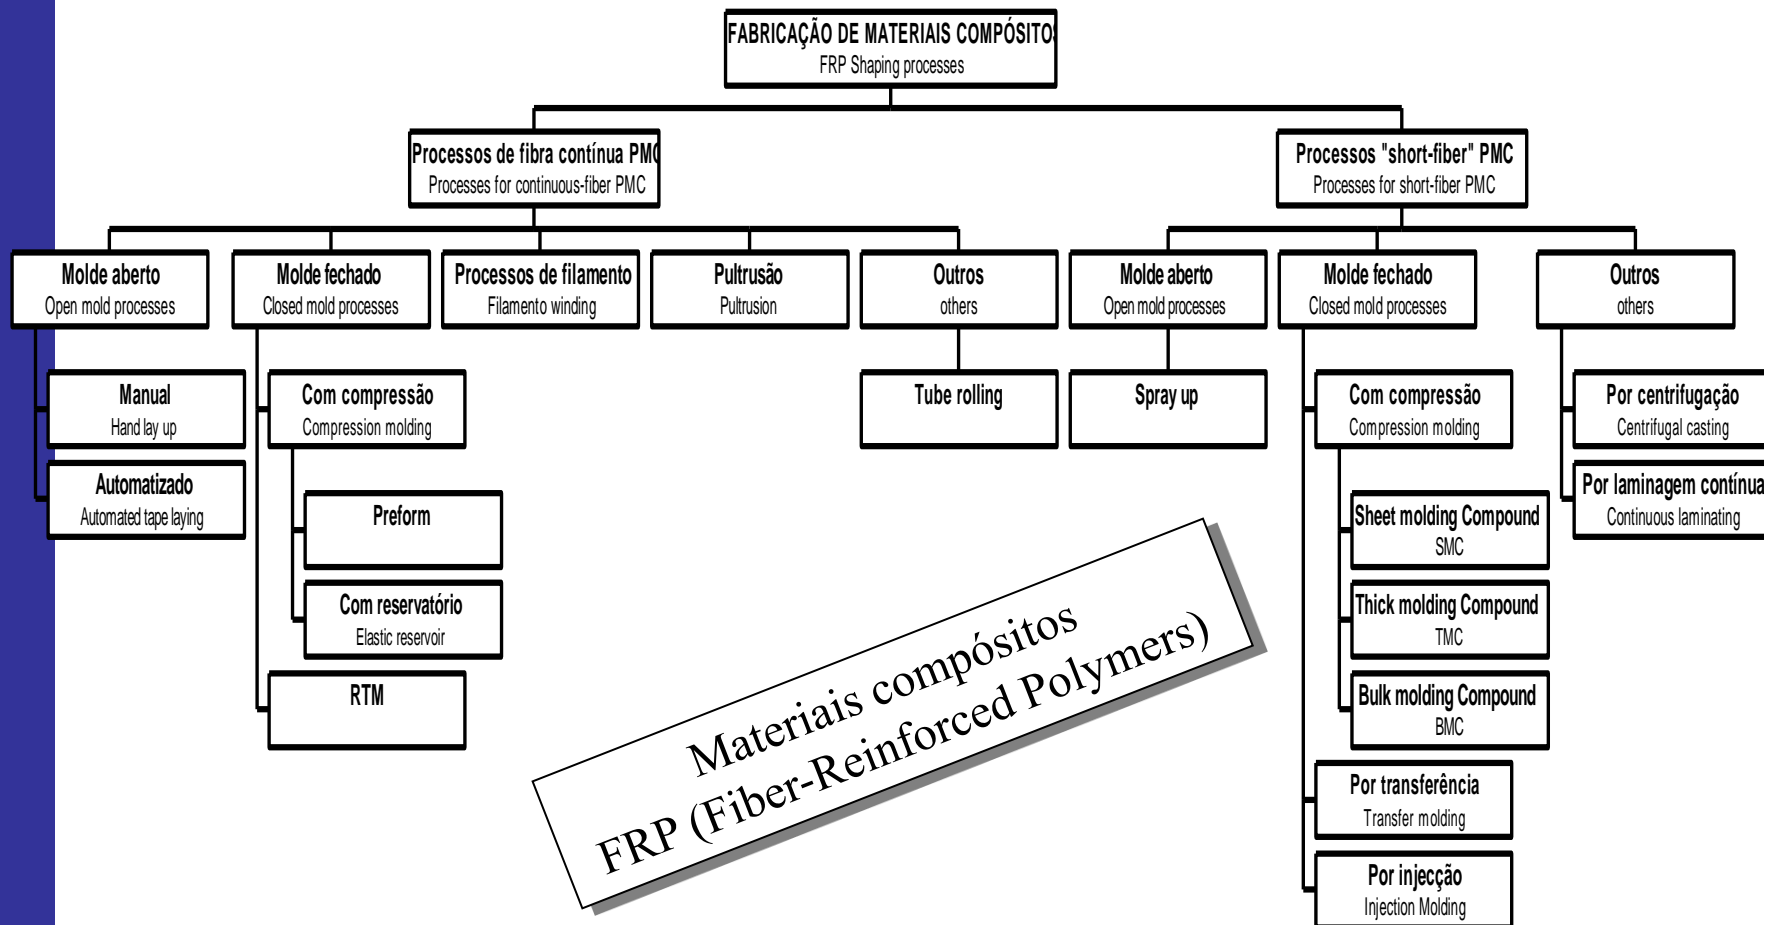 FABRICAÇÃO DE MATERIAIS COMPÓSITOS
FRP Shaping processes
Processos de fibra contínua PMC
Processes for continuous-fiber PMC
Processos "short-fiber" PMC
Processes for short-fiber PMC
Molde aberto
Open mold processes
Molde fechado
Closed mold processes
Processos de filamento
Filamento winding
Pultrusão
Pultrusion
Outros
others
Molde aberto
Open mold processes
Molde fechado
Closed mold processes
Outros
others
Manual
Hand lay up
Automatizado
Automated tape laying
Com compressão
Compression molding
Preform
Com reservatório
Elastic reservoir
RTM
Tube rolling
Spray up
Com compressão
Compression molding
Sheet molding Compound
SMC
Thick molding Compound
TMC
Bulk molding Compound
BMC
Por transferência
Transfer molding
Por injecção
Injection Molding
Por centrifugação
Centrifugal casting
Por laminagem contínua
Continuous laminating
Materiais compósitos
FRP (Fiber-Reinforced Polymers)